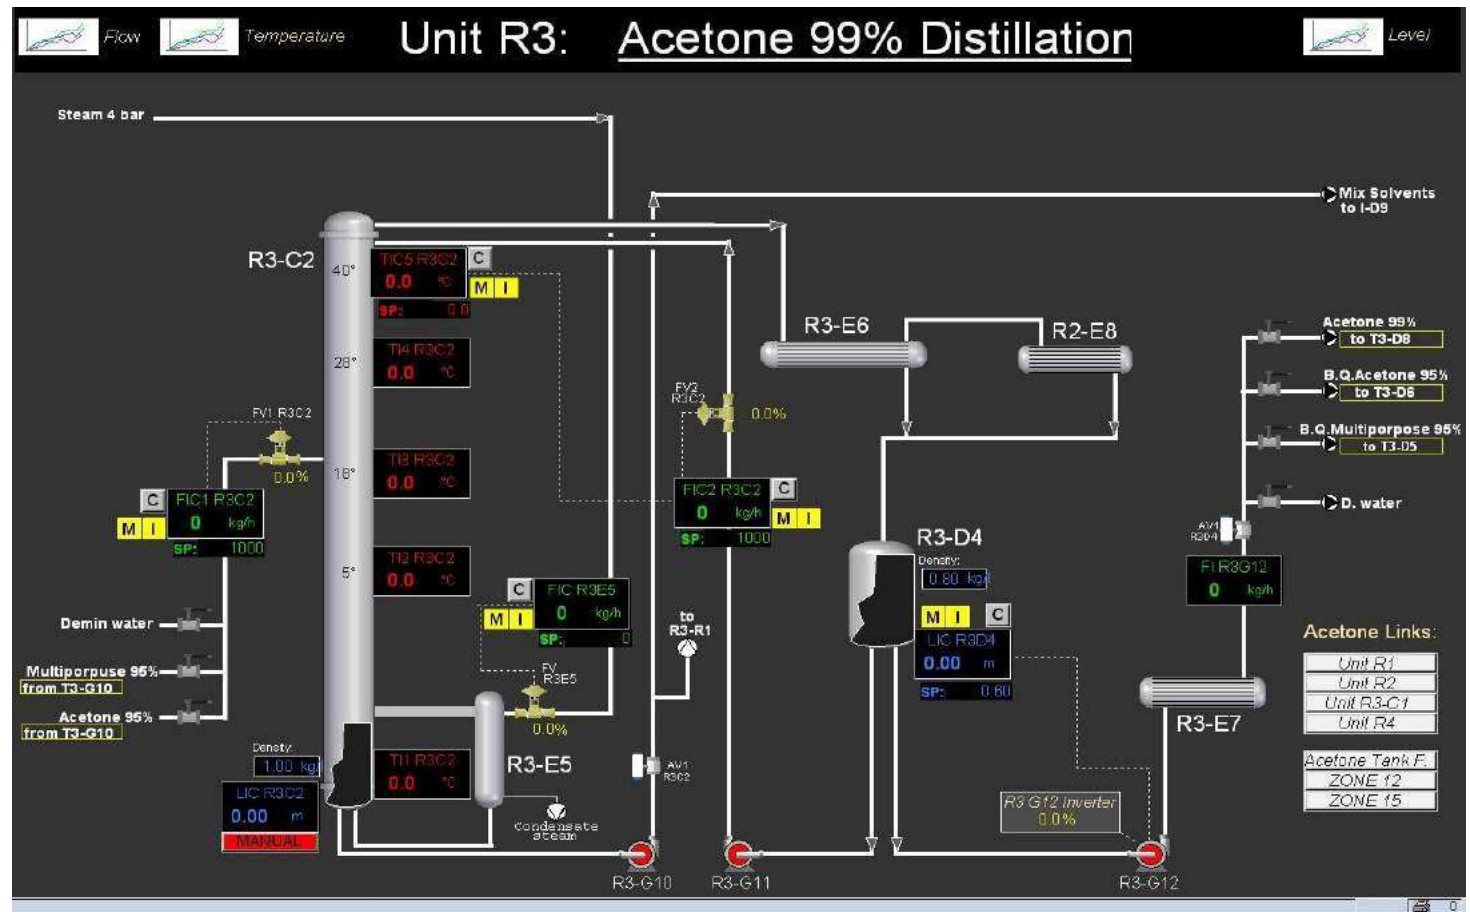 Flow
Temperature
Unit R3: Acetone 99% Distillation
Level
Steam 4 bar
Mix Solvents
to I-D9
R3-C2
40°
TIC5 R3C2
C
0.0 °C
M I
SP: 0.0
R3-E6
R2-E8
Acetone 99%
to T3-D8
28°
TI4 R3C2
0.0 °C
B.Q.Acetone 95%
to T3-D6
FV2
R3C2
0.0%
FV1 R3C2
0.0%
B.Q.Multiporpose 95%
to T3-D5
18°
TI3 R3C2
0.0 °C
C
FIC1 R3C2
0 kg/h
M I
SP: 1000
FIC2 R3C2
C
0 kg/h
M I
SP: 1000
D. water
AV1
R3D4
R3-D4
Density:
0.80 kg/l
FI R3G12
0 kg/h
5°
TI2 R3C2
0.0 °C
C
FIC R3E5
0 kg/h
M I
SP: 0
M I
C
LIC R3D4
0.00 m
SP: 0.60
Demin water
to
R3-R1
Acetone Links:
Unit R1
Unit R2
Unit R3-C1
Unit R4
Multiporpuse 95%
from T3-G10
FV
R3E5
0.0%
Acetone 95%
from T3-G10
R3-E7
Density:
1.00 kg/
TI1 R3C2
0.0 °C
R3-E5
AV1
R3C2
Acetone Tank F.
ZONE 12
ZONE 15
LIC R3C2
0.00 m
MANUAL
Condensate
steam
R3 G12 Inverter
0.0%
R3-G10
R3-G11
R3-G12
0